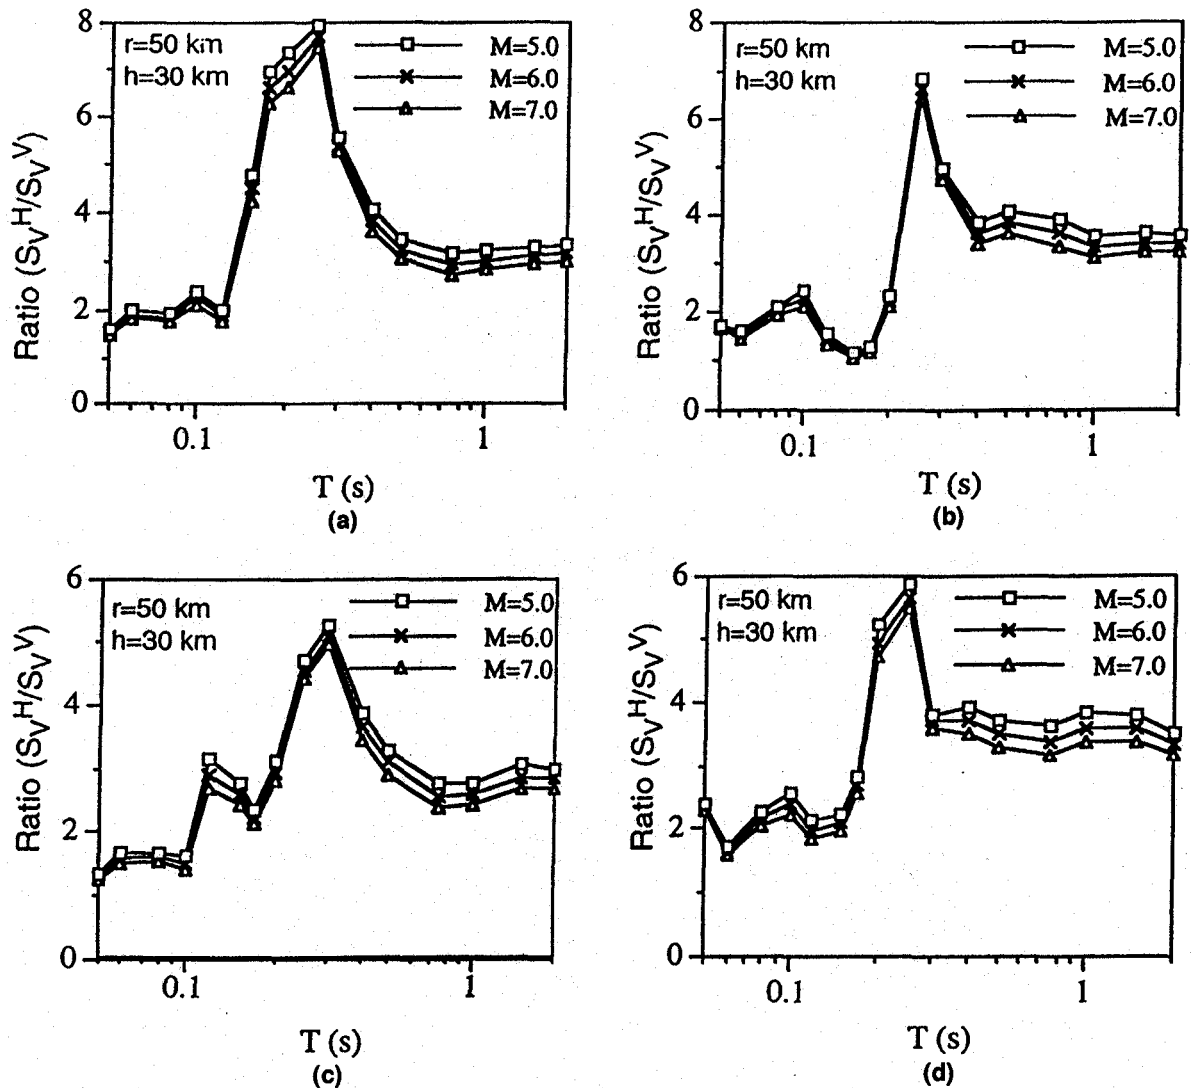 8
r=50 km
h=30 km
M=5.0
M=6.0
M=7.0
6
4
2
0
Ratio (SvH/SvV)
0.1
1
T (s)
(a)
8
r=50 km
h=30 km
M=5.0
M=6.0
M=7.0
6
4
2
0
Ratio (SvH/SvV)
0.1
1
T (s)
(b)
6
r=50 km
h=30 km
M=5.0
M=6.0
M=7.0
4
2
0
Ratio (SvH/SvV)
0.1
1
T (s)
(c)
6
r=50 km
h=30 km
M=5.0
M=6.0
M=7.0
4
2
0
Ratio (SvH/SvV)
0.1
1
T (s)
(d)